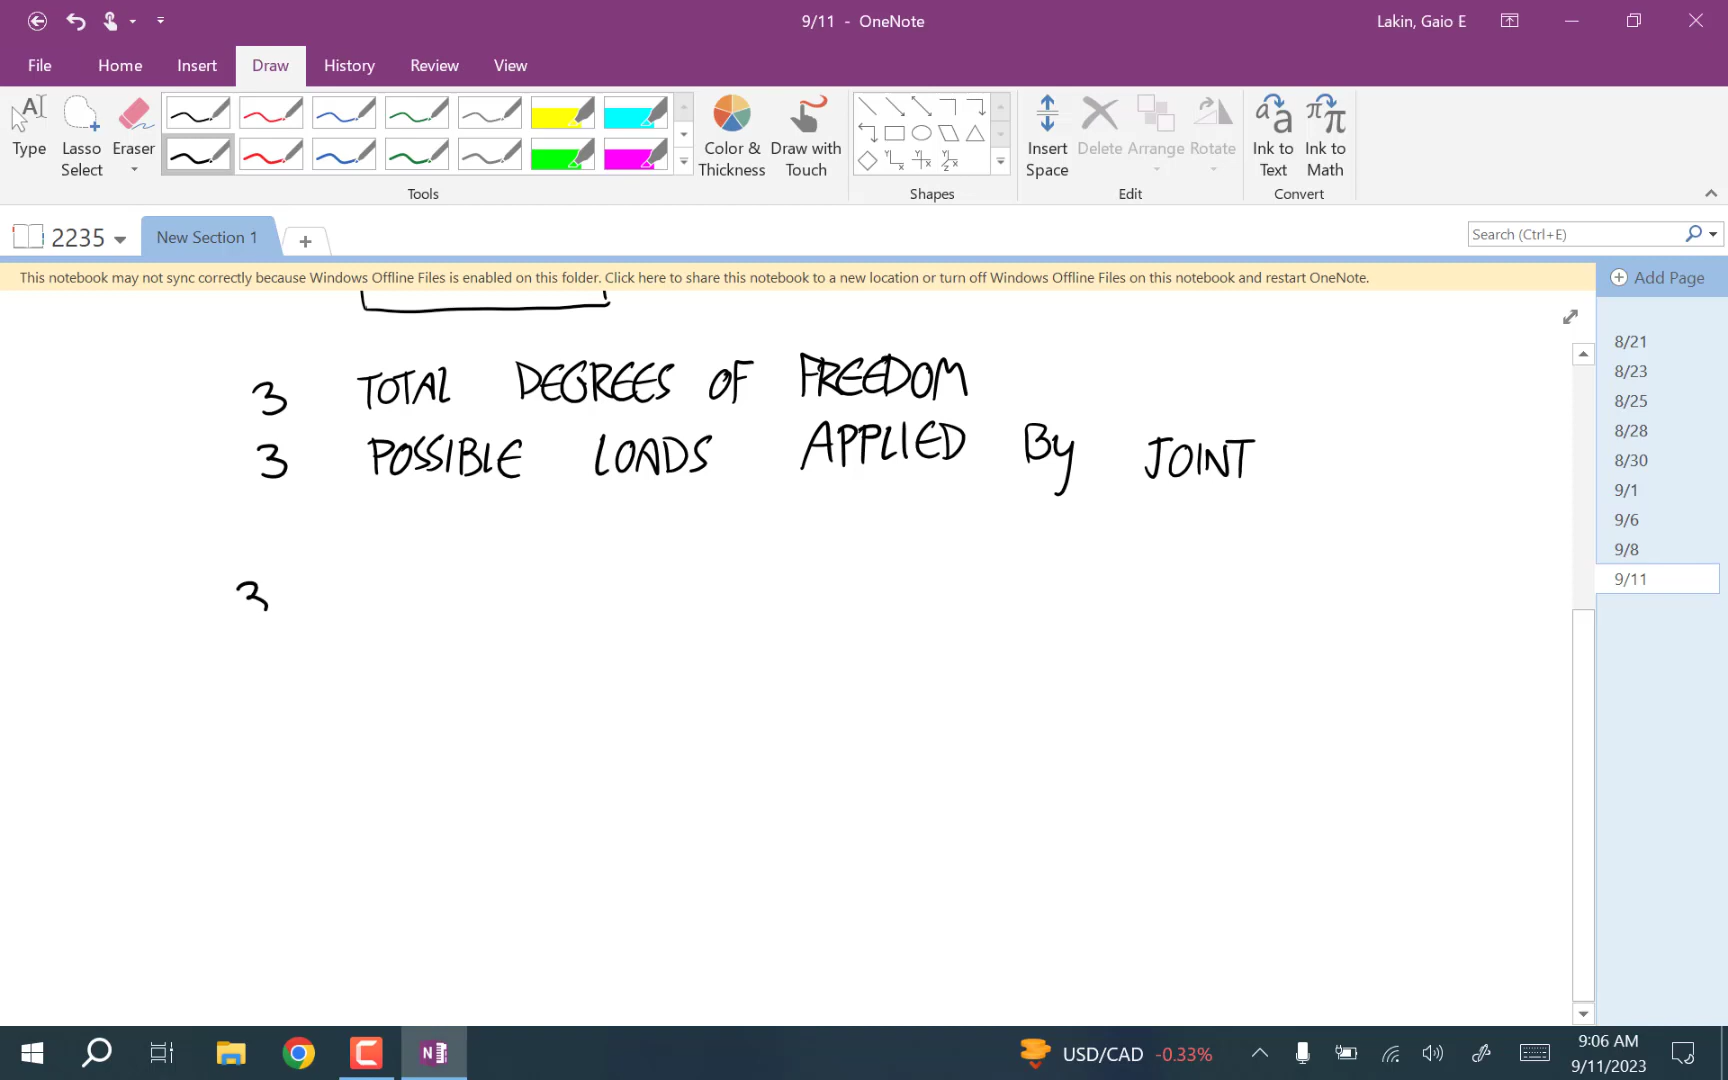 9/11 - OneNote
Lakin, Gaio E
File Home Insert Draw History Review View
Type
Lasso Select
Eraser
Color & Thickness
Draw with Touch
Insert Space
Delete
Arrange
Rotate
Ink to Text
Ink to Math
Tools
Shapes
Edit
Convert
2235
New Section 1
Search (Ctrl+E)
This notebook may not sync correctly because Windows Offline Files is enabled on this folder. Click here to share this notebook to a new location or turn off Windows Offline Files on this notebook and restart OneNote.
Add Page
8/21
8/23
8/25
8/28
8/30
9/1
9/6
9/8
9/11
3 TOTAL DEGREES OF FREEDOM
3 POSSIBLE LOADS APPLIED By JOINT
3
USD/CAD -0.33%
9:06 AM
9/11/2023